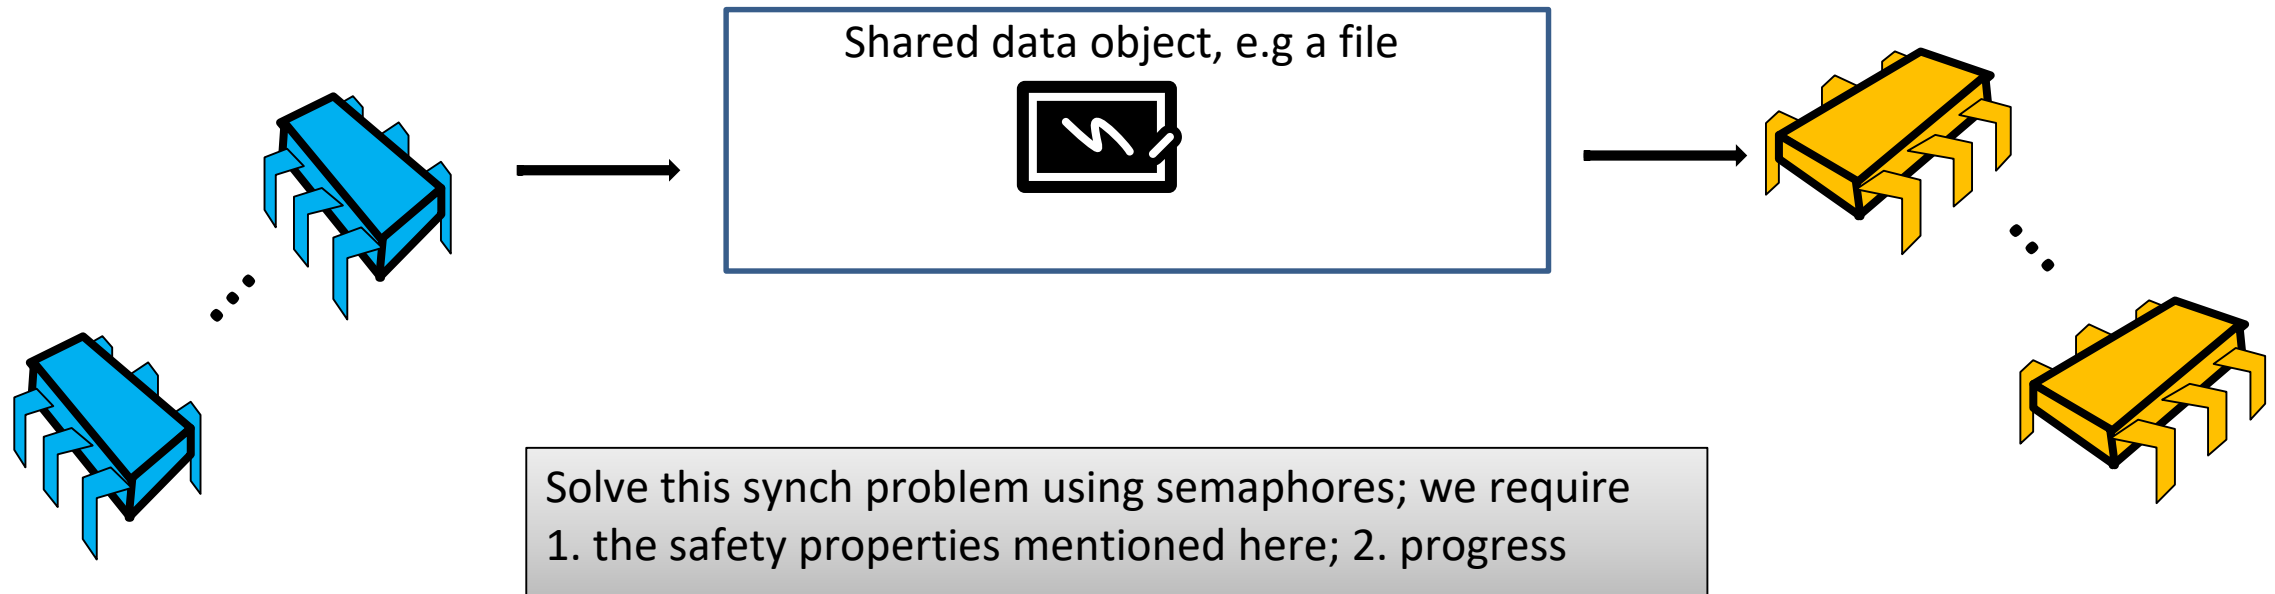 Shared data object, e.g a file
Solve this synch problem using semaphores; we require
1. the safety properties mentioned here; 2. progress